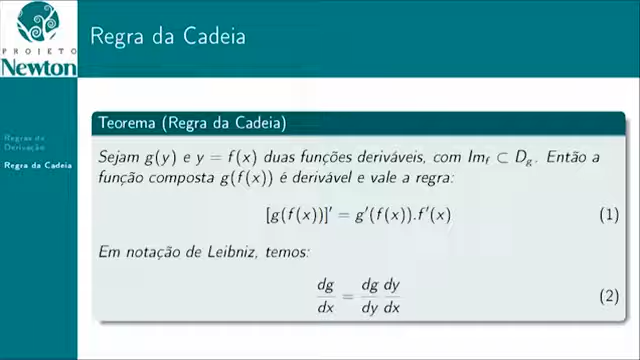 Regra da Cadeia
PROJETO
Newton
Regras de
Derivação
Regra da Cadeia
Teorema (Regra da Cadeia)
Sejam g(y) e y = f(x) duas funções deriváveis, com Im_f ⊂ D_g. Então a
função composta g(f(x)) é derivável e vale a regra:
[g(f(x))]′ = g′(f(x)).f′(x) (1)
Em notação de Leibniz, temos:
dg/dx = dg/dy dy/dx (2)